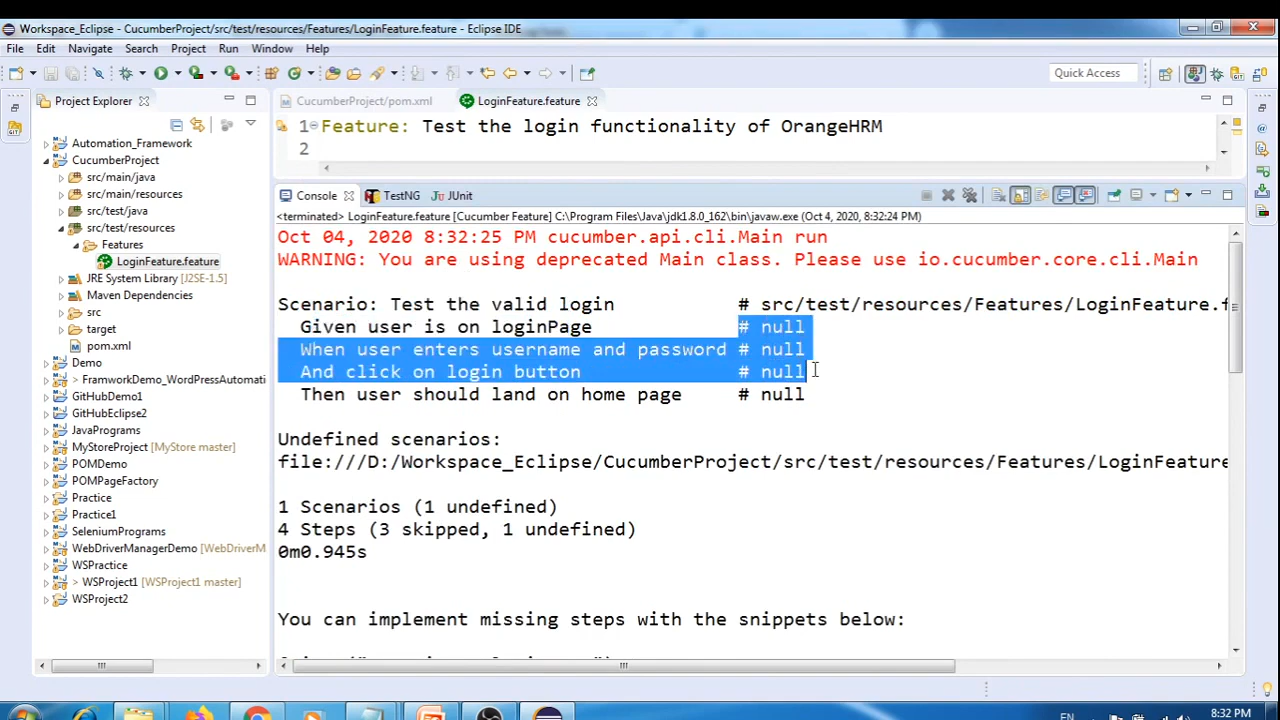 Workspace_Eclipse - CucumberProject/src/test/resources/Features/LoginFeature.feature - Eclipse IDE
File Edit Navigate Search Project Run Window Help
Quick Access
Project Explorer
CucumberProject/pom.xml
LoginFeature.feature
Automation_Framework
CucumberProject
src/main/java
src/main/resources
src/test/java
src/test/resources
Features
LoginFeature.feature
JRE System Library [J2SE-1.5]
Maven Dependencies
src
target
pom.xml
Demo
> FramworkDemo_WordPressAutomati
GitHubDemo1
GitHubEclipse2
JavaPrograms
MyStoreProject [MyStore master]
POMDemo
POMPageFactory
Practice
Practice1
SeleniumPrograms
WebDriverManagerDemo [WebDriverM
WSPractice
> WSProject1 [WSProject1 master]
WSProject2
1 Feature: Test the login functionality of OrangeHRM
2
Console TestNG JUnit
<terminated> LoginFeature.feature [Cucumber Feature] C:\Program Files\Java\jdk1.8.0_162\bin\javaw.exe (Oct 4, 2020 8:32:24 PM)
Oct 04, 2020 8:32:25 PM cucumber.api.cli.Main run
WARNING: You are using deprecated Main class. Please use io.cucumber.core.cli.Main
Scenario: Test the valid login # src/test/resources/Features/LoginFeature.f
Given user is on loginPage # null
When user enters username and password # null
And click on login button # null
Then user should land on home page # null
Undefined scenarios:
file:///D:/Workspace_Eclipse/CucumberProject/src/test/resources/Features/LoginFeature
1 Scenarios (1 undefined)
4 Steps (3 skipped, 1 undefined)
0m0.945s
You can implement missing steps with the snippets below:
EN
8:32 PM